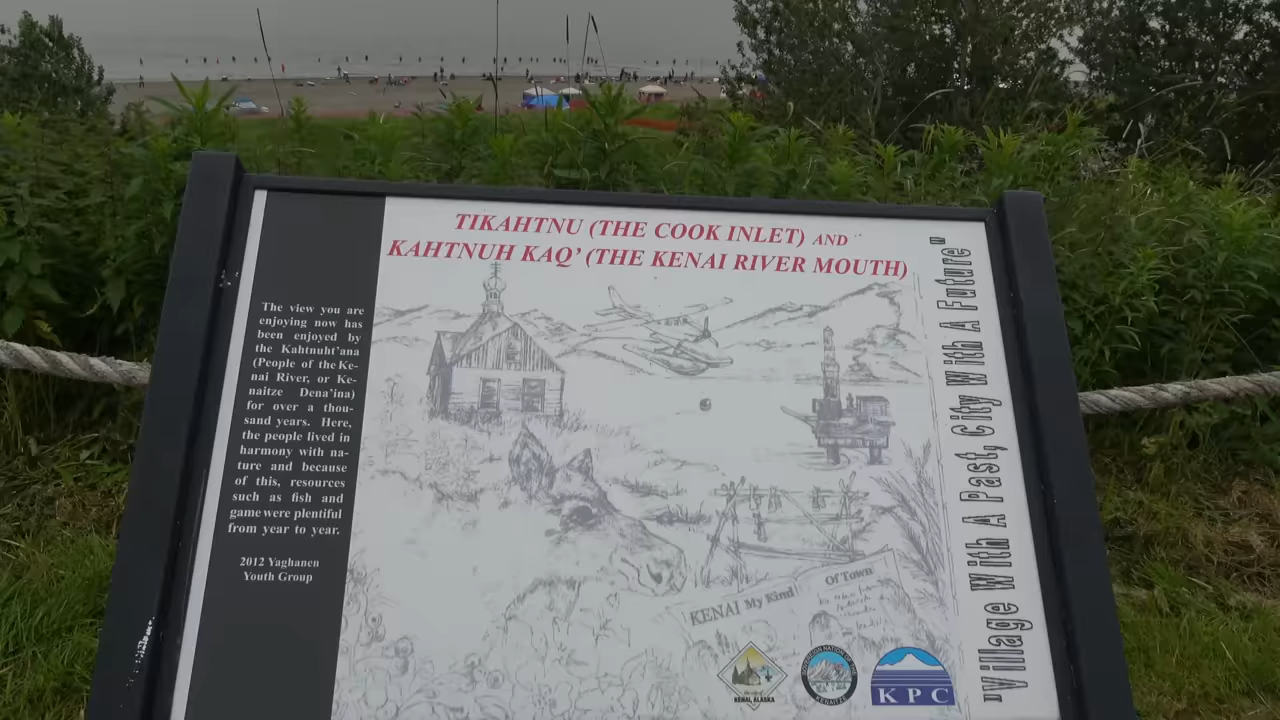 TIKAHTNU (THE COOK INLET) AND
KAHTNUH KAQ' (THE KENAI RIVER MOUTH)
The view you are
enjoying now has
been enjoyed by
the Kahtnuht'ana
(People of the Ke-
nai River, or Ke-
naitze Dena'ina)
for over a thou-
sand years. Here,
the people lived in
harmony with na-
ture and because
of this, resources
such as fish and
game were plentiful
from year to year.
2012 Yaghanen
Youth Group
"Village With A Past, City With A Future"
KENAI My Kind
Of Town
KENAI, ALASKA
KPC